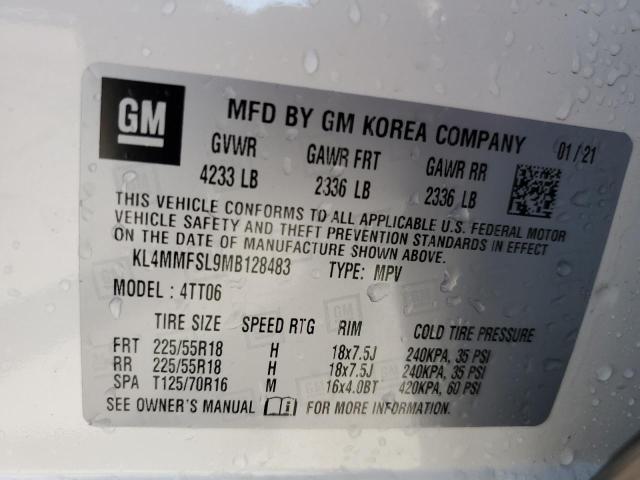 GM MFD BY GM KOREA COMPANY 01/21
GVWR GAWR FRT GAWR RR
4233 LB 2336 LB 2336 LB
THIS VEHICLE CONFORMS TO ALL APPLICABLE U.S. FEDERAL MOTOR
VEHICLE SAFETY AND THEFT PREVENTION STANDARDS IN EFFECT
ON THE DATE OF MANUFACTURE SHOWN ABOVE.
KL4MMFSL9MB128483 TYPE: MPV
MODEL: 4TT06
TIRE SIZE SPEED RTG RIM COLD TIRE PRESSURE
FRT 225/55R18 H 18x7.5J 240KPA, 35 PSI
RR 225/55R18 H 18x7.5J 240KPA, 35 PSI
SPA T125/70R16 M 16x4.0BT 420KPA, 60 PSI
SEE OWNER'S MANUAL FOR MORE INFORMATION.